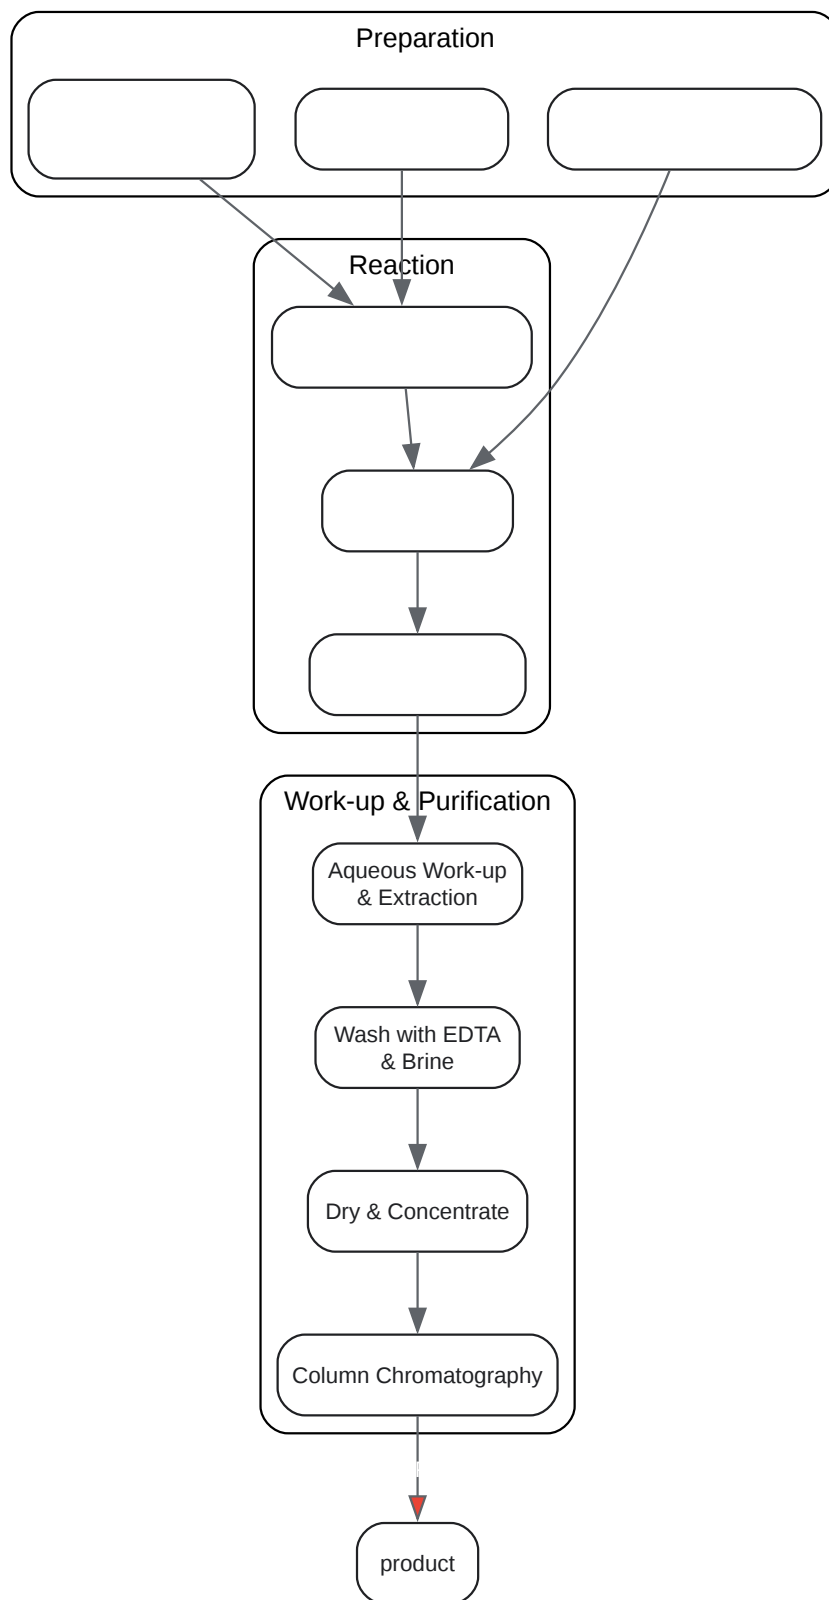 Preparation
Reaction
Work-up & Purification
Aqueous Work-up
& Extraction
Wash with EDTA
& Brine
Dry & Concentrate
Column Chromatography
product